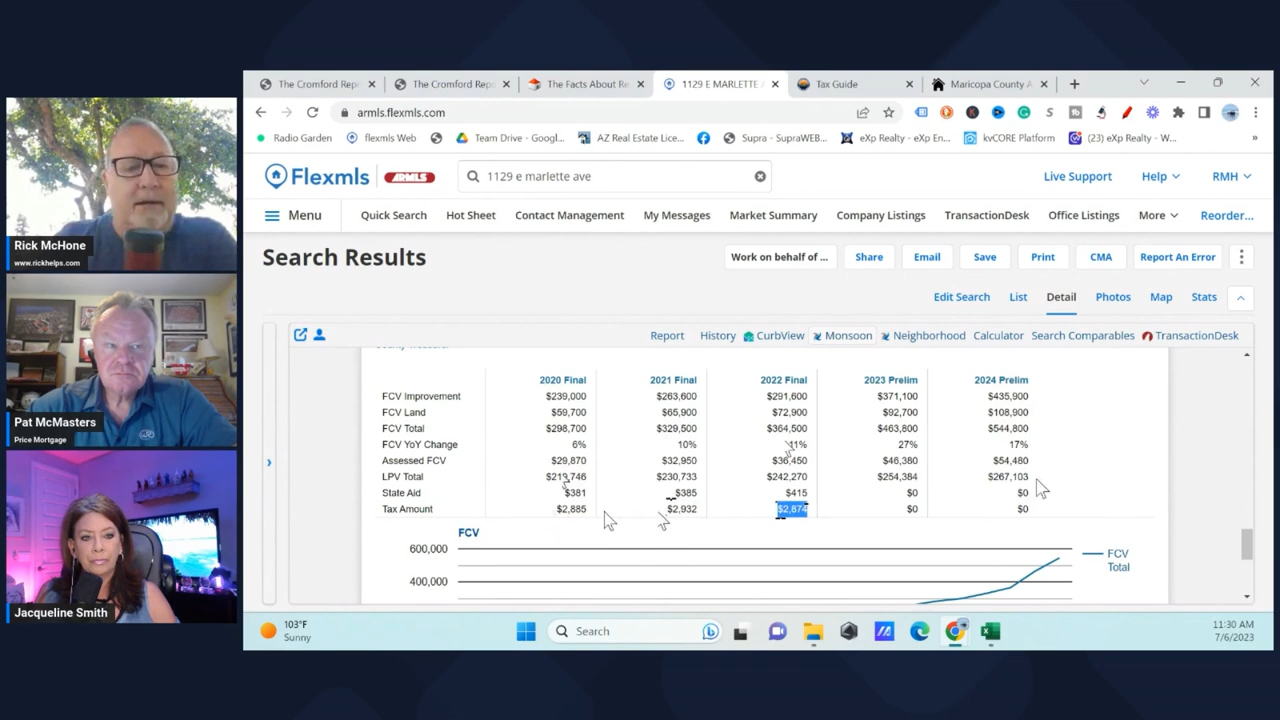 The Cromford Rep
The Cromford Repo
The Facts About Re
1129 E MARLETTE A
Tax Guide
Maricopa County A
armls.flexmls.com
Radio Garden
flexmls Web
Team Drive - Googl...
AZ Real Estate Lice...
Supra - SupraWEB...
eXp Realty - eXp En...
kvCORE Platform
(23) eXp Realty - W...
»
Flexmls
ARMLS
1129 e marlette ave
Live Support
Help
RMH
Menu
Quick Search
Hot Sheet
Contact Management
My Messages
Market Summary
Company Listings
TransactionDesk
Office Listings
More
Reorder...
Search Results
Work on behalf of ...
Share
Email
Save
Print
CMA
Report An Error
Edit Search
List
Detail
Photos
Map
Stats
Report
History
CurbView
Monsoon
Neighborhood
Calculator
Search Comparables
TransactionDesk
2020 Final 2021 Final 2022 Final 2023 Prelim 2024 Prelim
FCV Improvement $239,000 $263,600 $291,600 $371,100 $435,900
FCV Land $59,700 $65,900 $72,900 $92,700 $108,900
FCV Total $298,700 $329,500 $364,500 $463,800 $544,800
FCV YoY Change 6% 10% 11% 27% 17%
Assessed FCV $29,870 $32,950 $36,450 $46,380 $54,480
LPV Total $219,746 $230,733 $242,270 $254,384 $267,103
State Aid $381 $385 $415 $0 $0
Tax Amount $2,885 $2,932 $2,874 $0 $0
FCV
600,000
400,000
FCV
Total
103°F
Sunny
Search
11:30 AM
7/6/2023
Rick McHone
www.rickhelps.com
Pat McMasters
Price Mortgage
Jacqueline Smith